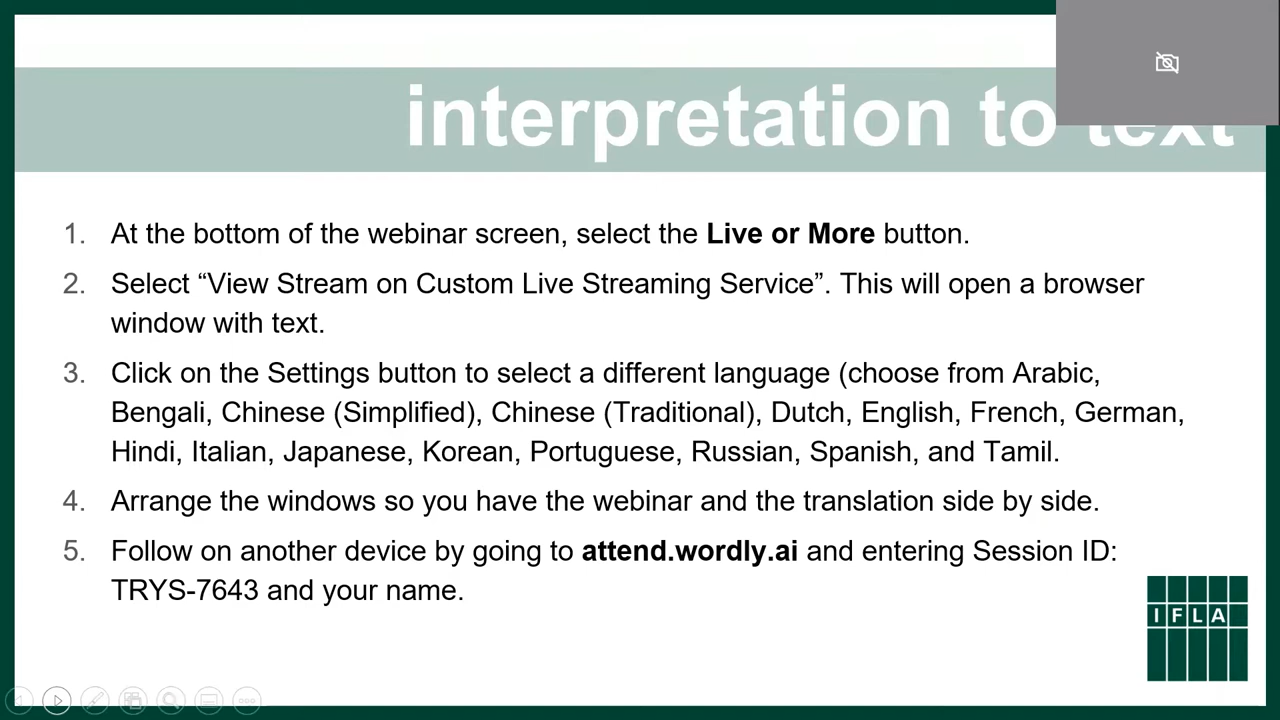 interpretation to text
1. At the bottom of the webinar screen, select the Live or More button.
2. Select “View Stream on Custom Live Streaming Service”. This will open a browser
window with text.
3. Click on the Settings button to select a different language (choose from Arabic,
Bengali, Chinese (Simplified), Chinese (Traditional), Dutch, English, French, German,
Hindi, Italian, Japanese, Korean, Portuguese, Russian, Spanish, and Tamil.
4. Arrange the windows so you have the webinar and the translation side by side.
5. Follow on another device by going to attend.wordly.ai and entering Session ID:
TRYS-7643 and your name.
IFLA